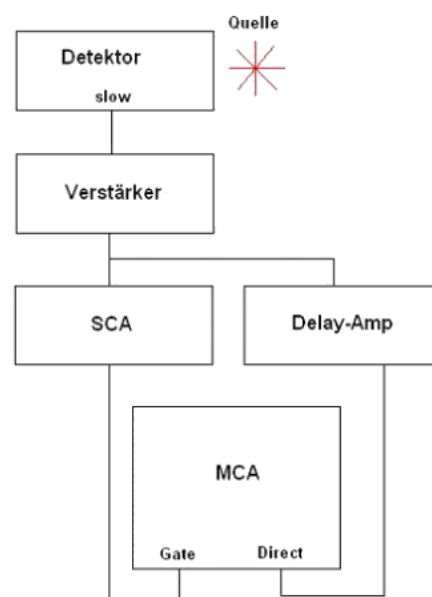 Quelle
Detektor
slow
Verstärker
SCA
Delay-Amp
MCA
Gate
Direct